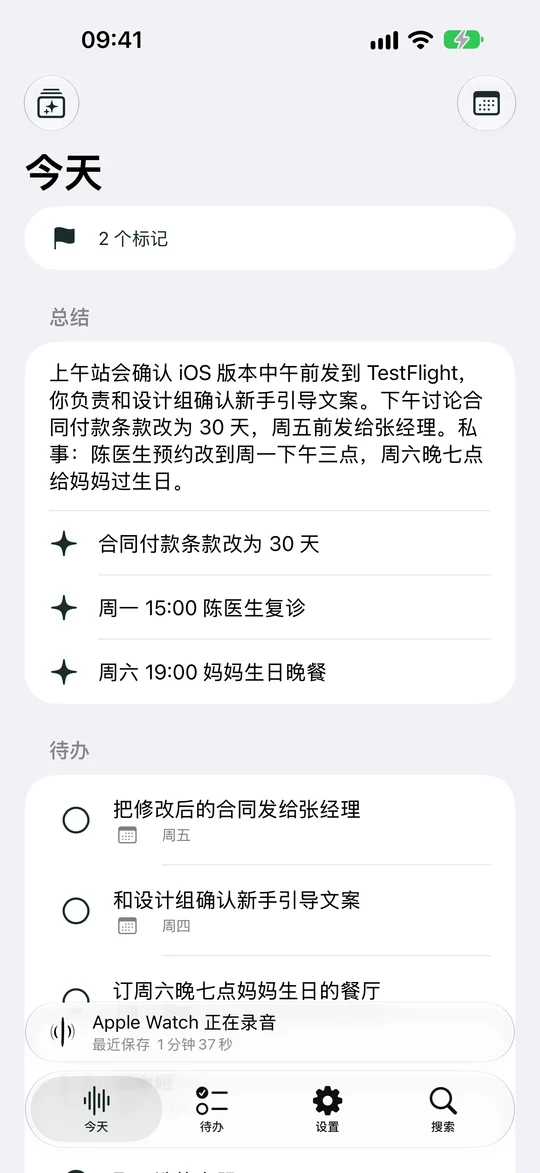 09:41
今天
2 个标记
总结
上午站会确认 iOS 版本中午前发到 TestFlight，
你负责和设计组确认新手引导文案。下午讨论合
同付款条款改为 30 天，周五前发给张经理。私
事：陈医生预约改到周一下午三点，周六晚七点
给妈妈过生日。
合同付款条款改为 30 天
周一 15:00 陈医生复诊
周六 19:00 妈妈生日晚餐
待办
把修改后的合同发给张经理
周五
和设计组确认新手引导文案
周四
订周六晚七点妈妈生日的餐厅
Apple Watch 正在录音
最近保存 1 分钟 37 秒
今天
待办
设置
搜索